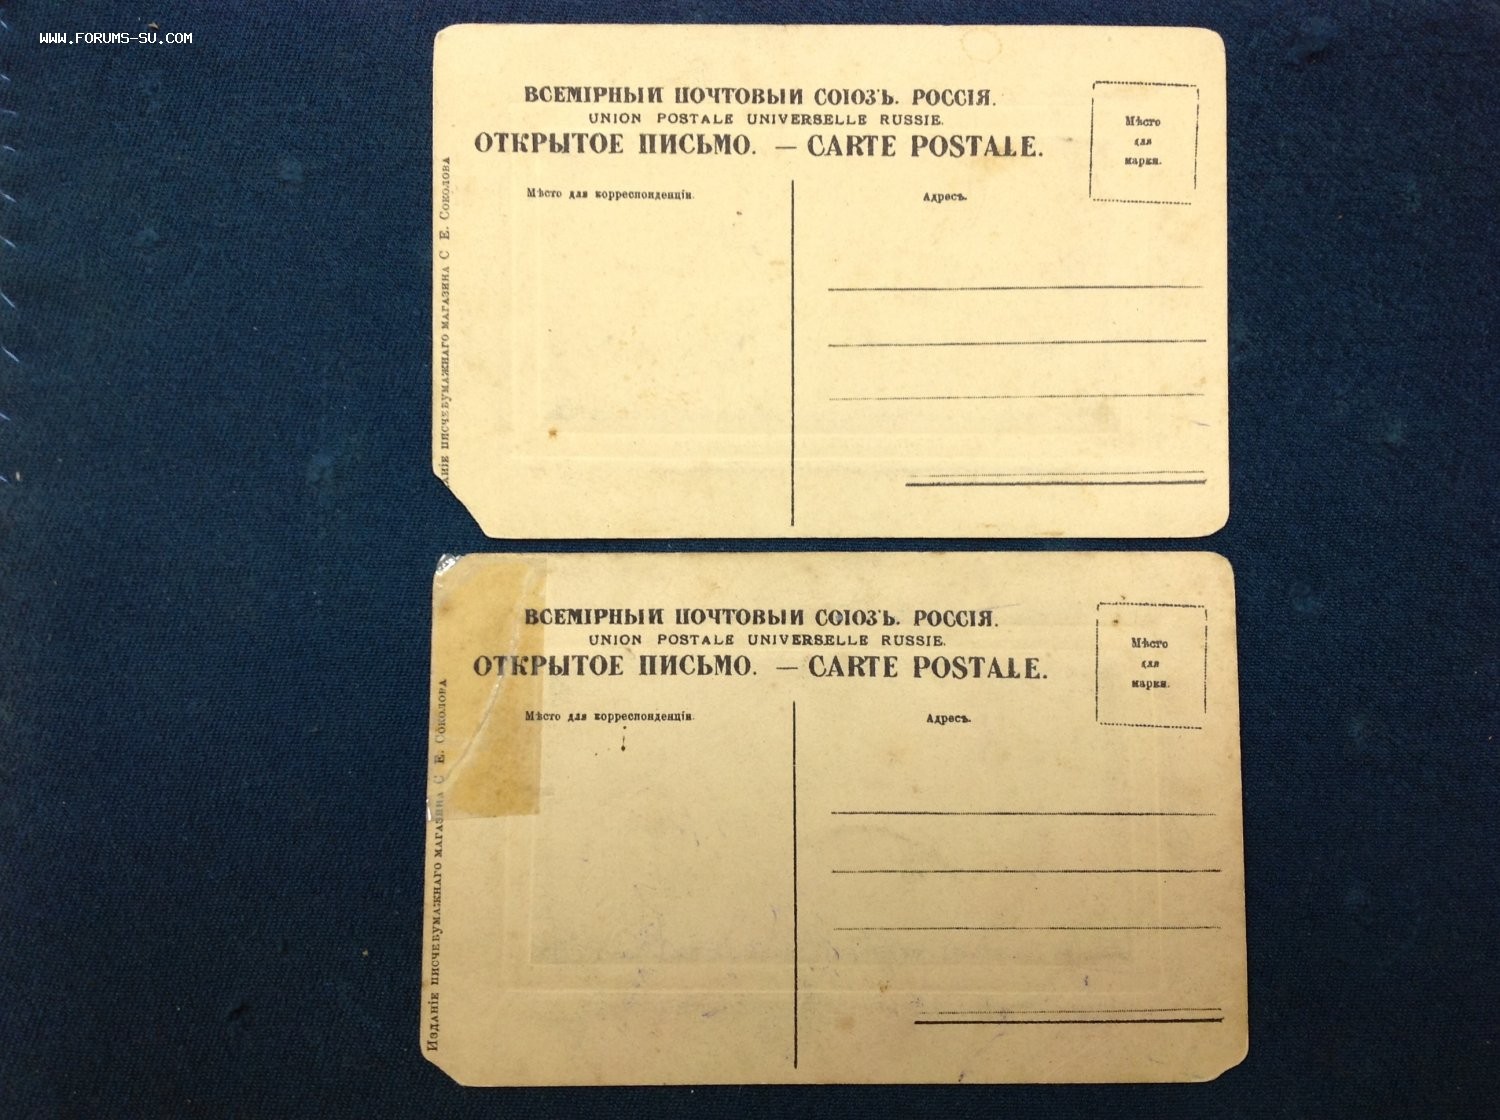 WWW.FORUMS-SU.COM
ВСЕМІРНЫЙ ПОЧТОВЫЙ СОЮЗЪ. РОССІЯ.
UNION POSTALE UNIVERSELLE RUSSIE.
ОТКРЫТОЕ ПИСЬМО. — CARTE POSTALE.
Мѣсто для марки.
Мѣсто для корреспонденціи.
Адресъ.
писчебумажнаго магазина С. Е. Соколова
ВСЕМІРНЫЙ ПОЧТОВЫЙ СОЮЗЪ. РОССІЯ.
UNION POSTALE UNIVERSELLE RUSSIE.
ОТКРЫТОЕ ПИСЬМО. — CARTE POSTALE.
Мѣсто
для
марки.
Мѣсто для корреспонденціи.
Адресъ.
Изданіе писчебумажнаго магазина С. Е. Соколова